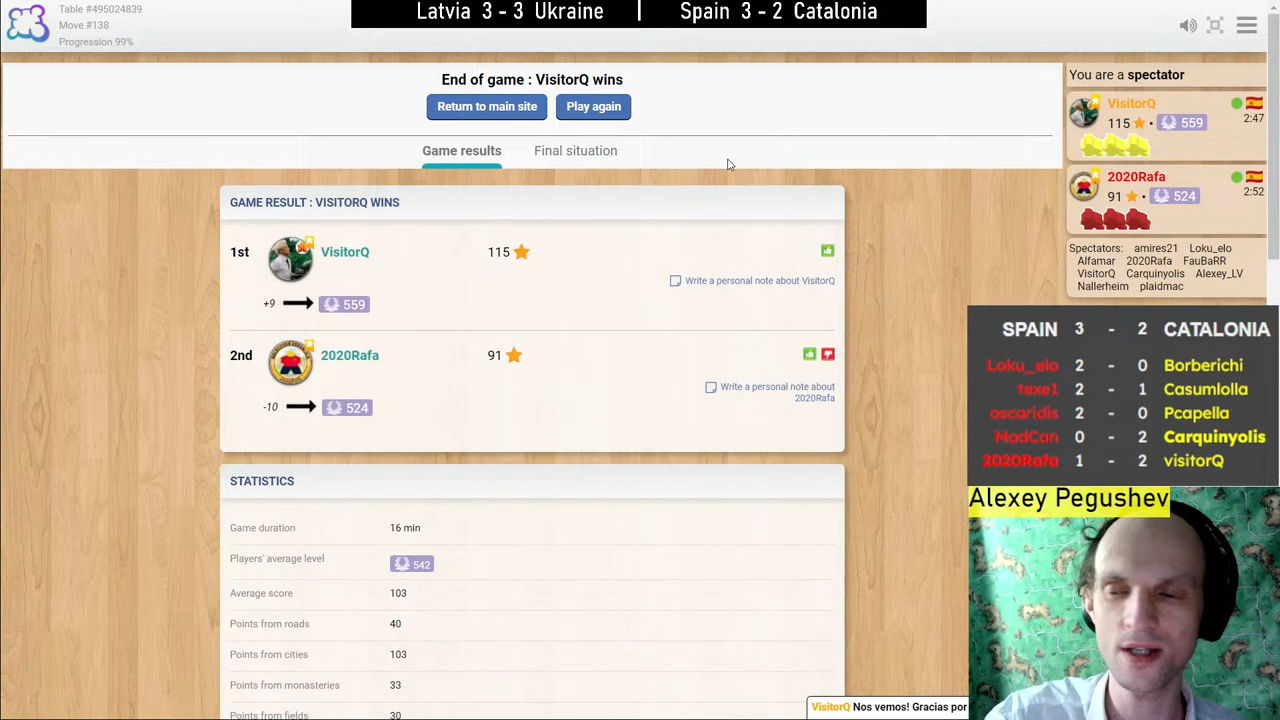 Table #495024839
Move #138
Progression 99%
Latvia 3 - 3 Ukraine | Spain 3 - 2 Catalonia
End of game : VisitorQ wins
Return to main site
Play again
Game results
Final situation
You are a spectator
VisitorQ
115 • 559
2:47
2020Rafa
91 • 524
2:52
Spectators: amires21 Loku_elo
Alfamar 2020Rafa FauBaRR
VisitorQ Carquinyolis Alexey_LV
Nallerheim plaidmac
GAME RESULT : VISITORQ WINS
1st VisitorQ 115
Write a personal note about VisitorQ
+9 559
2nd 2020Rafa 91
Write a personal note about
2020Rafa
-10 524
STATISTICS
Game duration 16 min
Players' average level 542
Average score 103
Points from roads 40
Points from cities 103
Points from monasteries 33
Points from fields 30
SPAIN 3 - 2 CATALONIA
Loku_elo 2 - 0 Borberichi
texe1 2 - 1 Casumlolla
oscaridis 2 - 0 Pcapella
MadCan 0 - 2 Carquinyolis
2020Rafa 1 - 2 visitorQ
Alexey Pegushev
VisitorQ Nos vemos! Gracias por